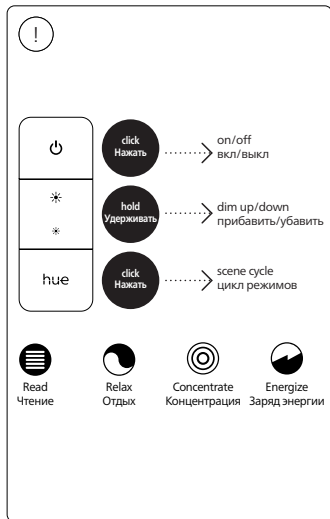 !
click
Нажать
on/off
вкл/выкл
hold
Удерживать
dim up/down
прибавить/убавить
hue
click
Нажать
scene cycle
цикл режимов
Read
Чтение
Relax
Отдых
Concentrate
Концентрация
Energize
Заряд энергии